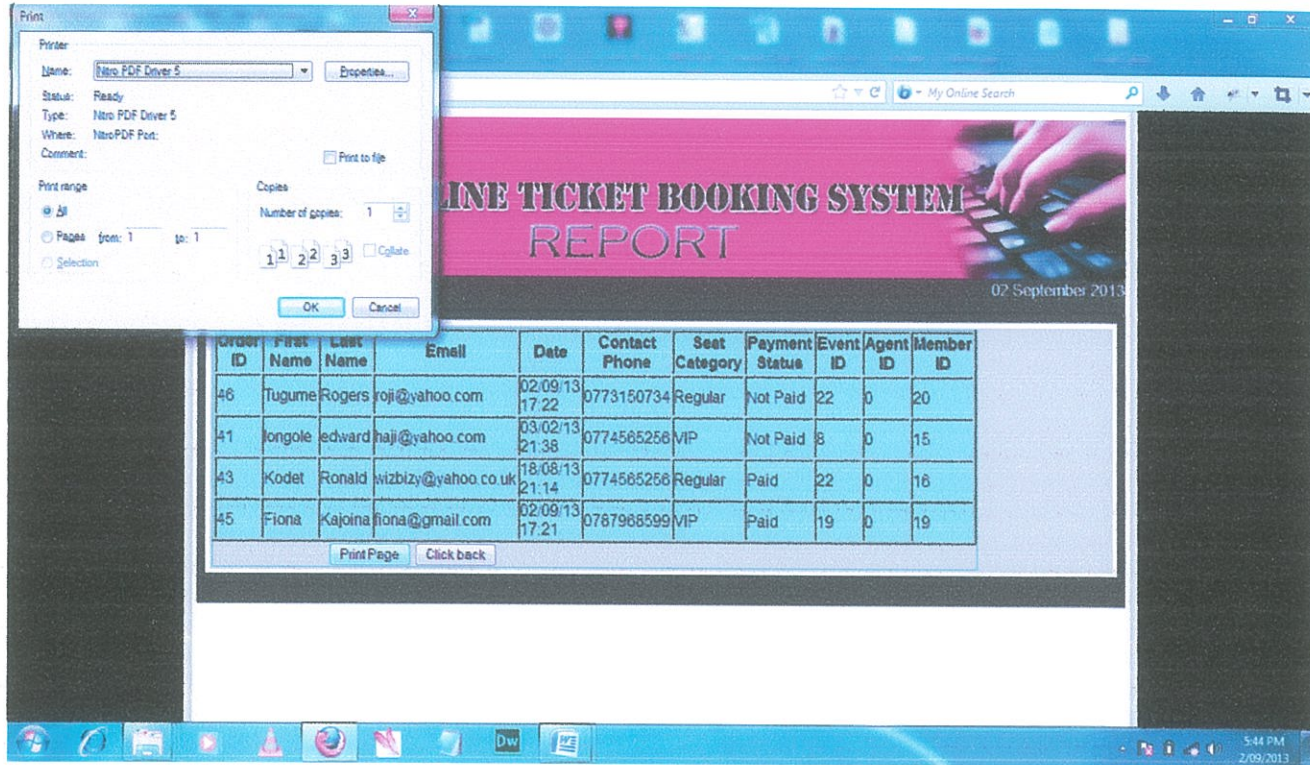 Print
Printer
Name: Nitro PDF Driver 5 Properties...
Status: Ready
Type: Nitro PDF Driver 5
Where: NitroPDF Port:
Comment: Print to file
Print range
All
Pages from: 1 to: 1
Selection
Copies
Number of copies: 1
1 1 2 2 3 3 Collate
OK Cancel
My Online Search
LINE TICKET BOOKING SYSTEM
REPORT
02 September 2013
Order ID First Name Last Name Email Date Contact Phone Seat Category Payment Status Event ID Agent ID Member ID
46 Tugume Rogers roji@yahoo.com 02/09/13 17:22 0773150734 Regular Not Paid 22 0 20
41 longole edward haji@yahoo.com 03/02/13 21:38 0774565256 VIP Not Paid 8 0 15
43 Kodet Ronald wizbizy@yahoo.co.uk 18/08/13 21:14 0774565256 Regular Paid 22 0 16
45 Fiona Kajoina fiona@gmail.com 02/09/13 17:21 0787968599 VIP Paid 19 0 19
Print Page Click back
Dw
5:44 PM
2/09/2013